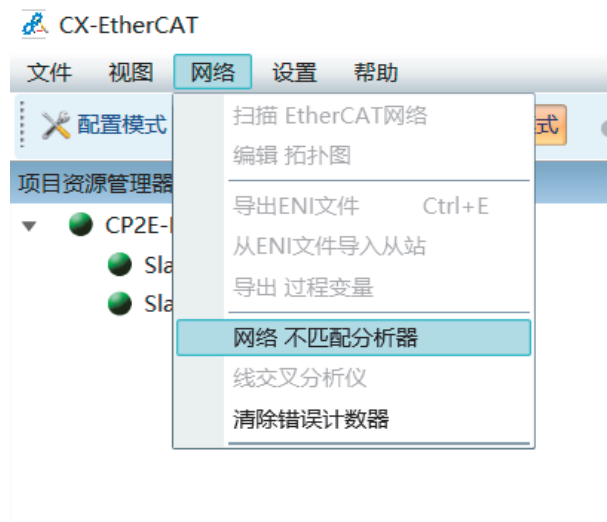 CX-EtherCAT
文件 视图 网络 设置 帮助
配置模式 式
扫描 EtherCAT网络
编辑 拓扑图
项目资源管理器
导出ENI文件 Ctrl+E
CP2E-
从ENI文件导入从站
Sla
导出 过程变量
Sla
网络 不匹配分析器
线交叉分析仪
清除错误计数器